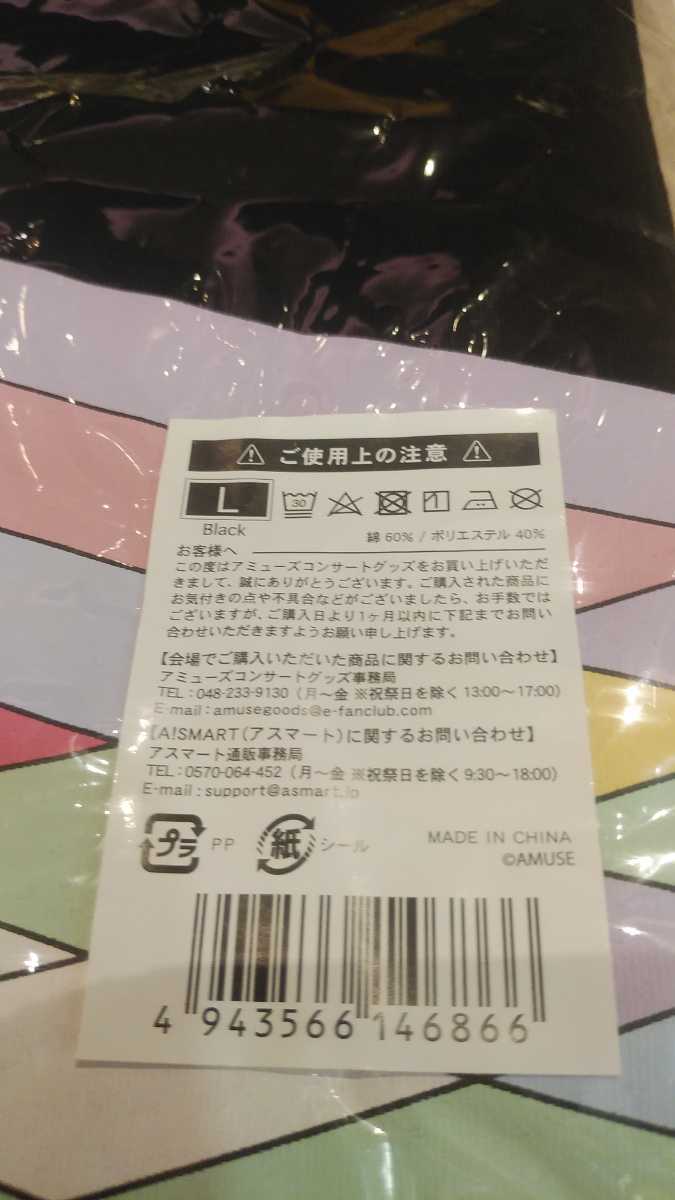 ご使用上の注意
L
30
Black
綿 60% / ポリエステル 40%
お客様へ
この度はアミューズコンサートグッズをお買い上げいただ
きまして、誠にありがとうございます。ご購入された商品に
お気付きの点や不具合などがございましたら、お手数では
ございますが、ご購入日より1ヶ月以内に下記までお問い
合わせいただきますようお願い申し上げます。
【会場でご購入いただいた商品に関するお問い合わせ】
アミューズコンサートグッズ事務局
TEL：048-233-9130（月〜金 ※祝祭日を除く 13:00〜17:00）
E-mail：amusegoods@e-fanclub.com
【A!SMART（アスマート）に関するお問い合わせ】
アスマート通販事務局
TEL：0570-064-452（月〜金 ※祝祭日を除く 9:30〜18:00）
E-mail：support@asmart.jp
プラ PP 紙 シール
MADE IN CHINA
©AMUSE
4 943566 146866